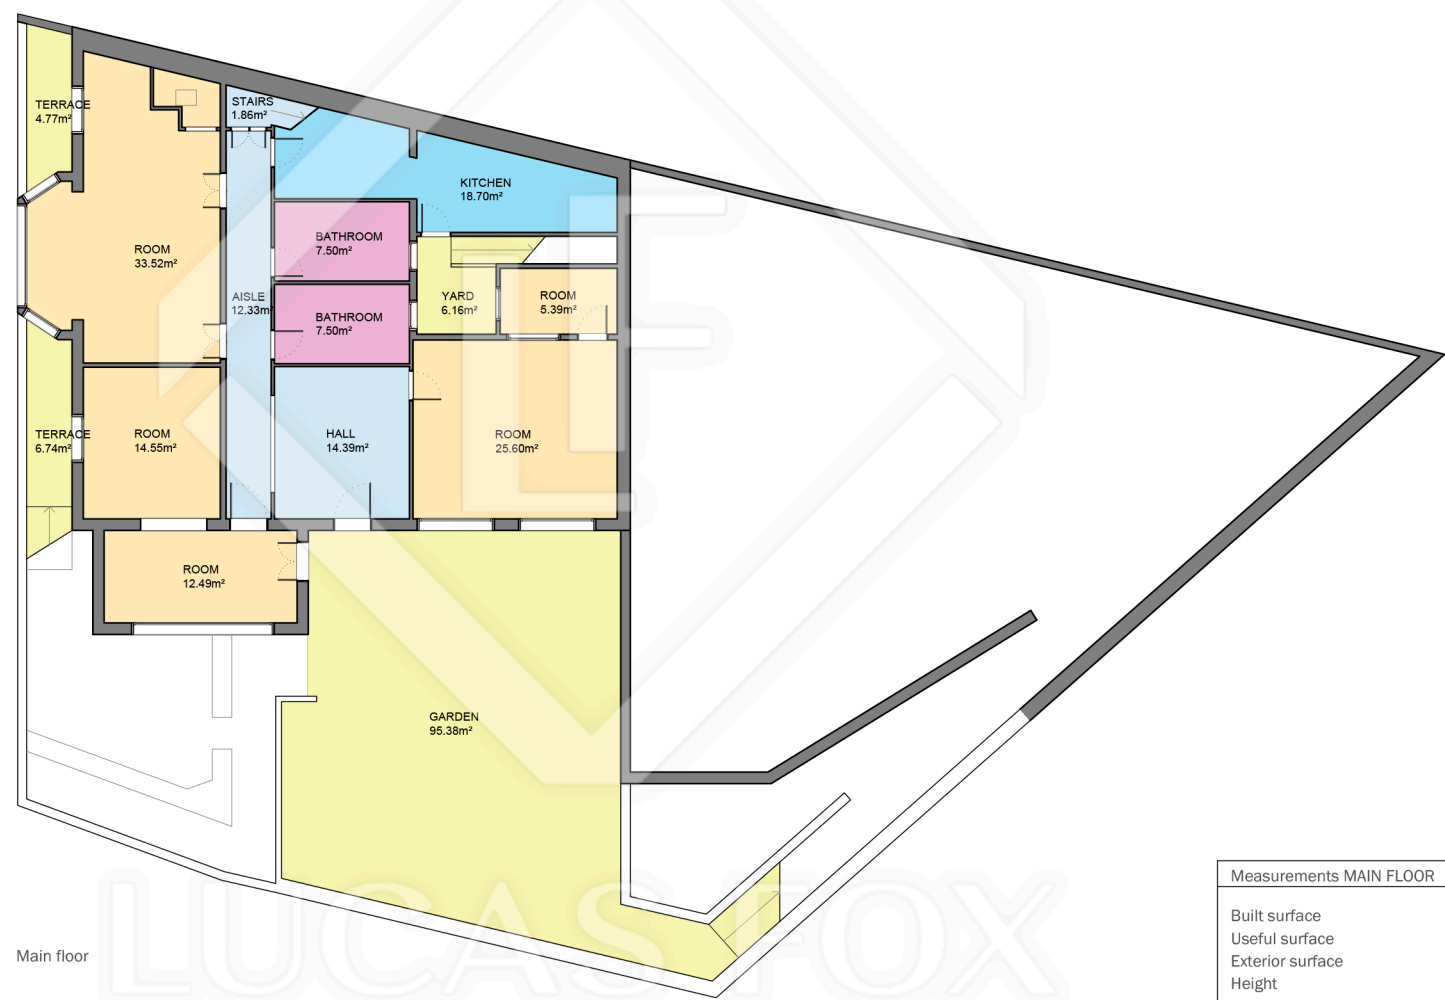 TERRACE
4.77m²
STAIRS
1.86m²
KITCHEN
18.70m²
ROOM
33.52m²
BATHROOM
7.50m²
AISLE
12.33m²
YARD
6.16m²
ROOM
5.39m²
BATHROOM
7.50m²
TERRACE
6.74m²
ROOM
14.55m²
HALL
14.39m²
ROOM
25.60m²
ROOM
12.49m²
GARDEN
95.38m²
Measurements MAIN FLOOR
Built surface
Useful surface
Exterior surface
Height
Main floor
LUCAS FOX